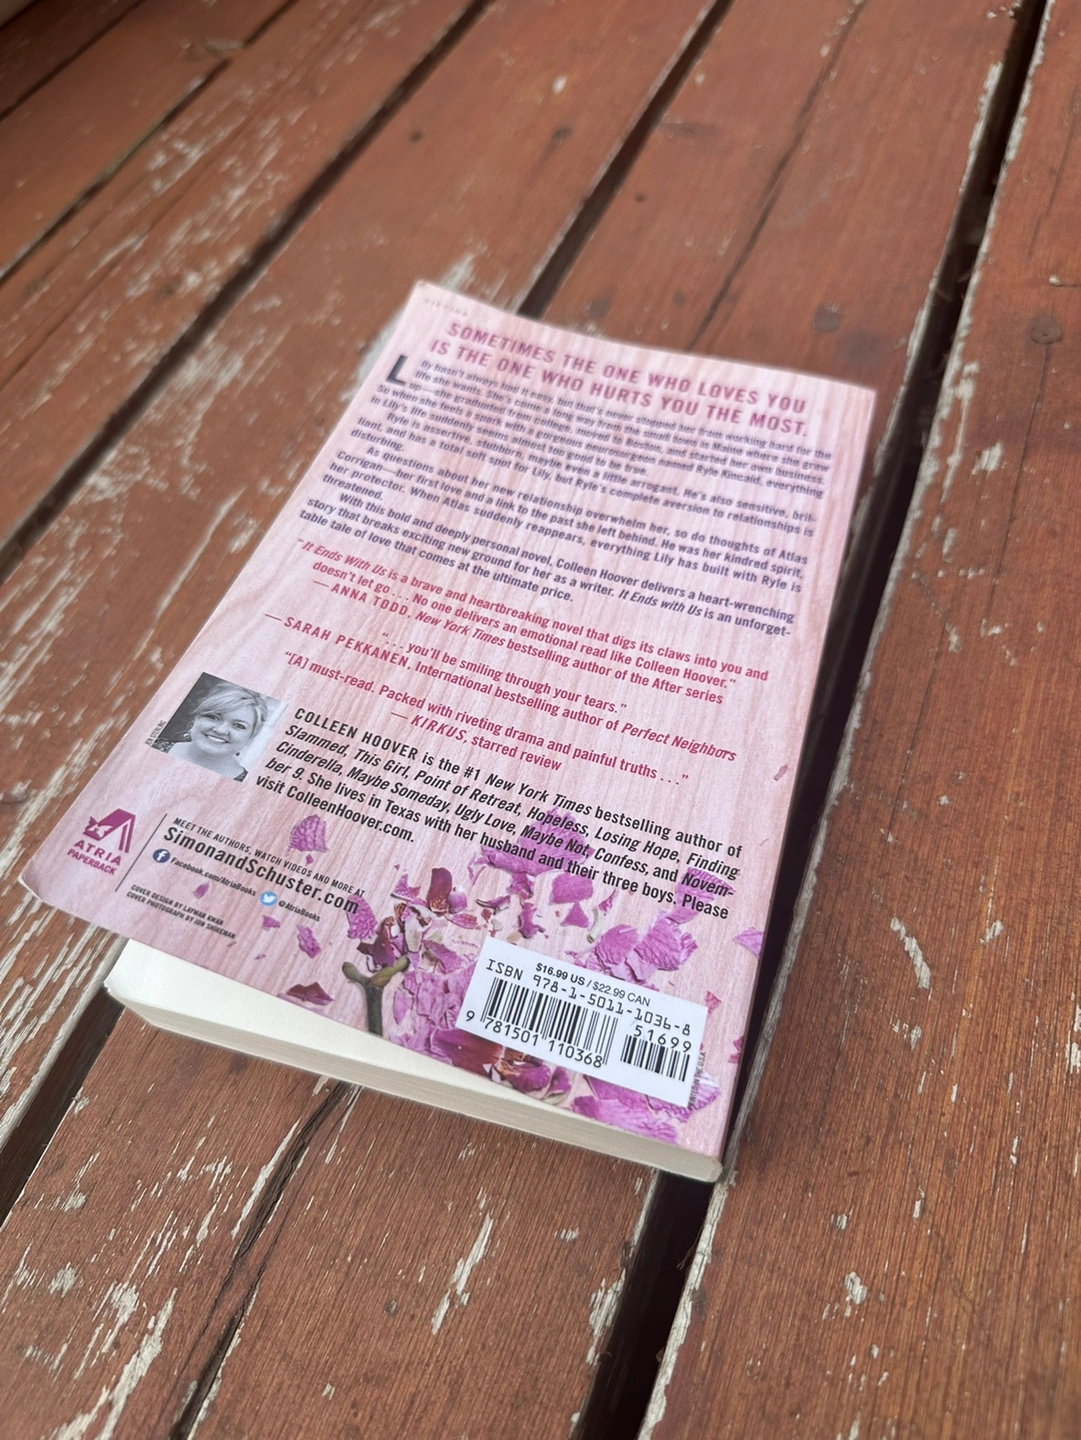 FICTION
SOMETIMES THE ONE WHO LOVES YOU
IS THE ONE WHO HURTS YOU THE MOST.
Lily hasn't always had it easy, but that's never stopped her from working hard for the
life she wants. She's come a long way from the small town in Maine where she grew
up—she graduated from college, moved to Boston, and started her own business.
So when she feels a spark with a gorgeous neurosurgeon named Ryle Kincaid, everything
in Lily's life suddenly seems almost too good to be true.
Ryle is assertive, stubborn, maybe even a little arrogant. He's also sensitive, bril-
liant, and has a total soft spot for Lily, but Ryle's complete aversion to relationships is
disturbing.
As questions about her new relationship overwhelm her, so do thoughts of Atlas
Corrigan—her first love and a link to the past she left behind. He was her kindred spirit,
her protector. When Atlas suddenly reappears, everything Lily has built with Ryle is
threatened.
With this bold and deeply personal novel, Colleen Hoover delivers a heart-wrenching
story that breaks exciting new ground for her as a writer. It Ends with Us is an unforget-
table tale of love that comes at the ultimate price.
"It Ends With Us is a brave and heartbreaking novel that digs its claws into you and
doesn't let go . . . No one delivers an emotional read like Colleen Hoover."
— ANNA TODD, New York Times bestselling author of the After series
". . . you'll be smiling through your tears."
— SARAH PEKKANEN, International bestselling author of Perfect Neighbors
"[A] must-read. Packed with riveting drama and painful truths . . ."
— KIRKUS, starred review
COLLEEN HOOVER is the #1 New York Times bestselling author of
Slammed, This Girl, Point of Retreat, Hopeless, Losing Hope, Finding
Cinderella, Maybe Someday, Ugly Love, Maybe Not, Confess, and Novem-
ber 9. She lives in Texas with her husband and their three boys. Please
visit ColleenHoover.com.
ATRIA
PAPERBACK
MEET THE AUTHORS, WATCH VIDEOS AND MORE AT
SimonandSchuster.com
Facebook.com/AtriaBooks @AtriaBooks
COVER DESIGN BY LAYWAN KWAN
COVER PHOTOGRAPH BY JON SHIREMAN
$16.99 US / $22.99 CAN
ISBN 978-1-5011-1036-8
51699
9 781501 110368